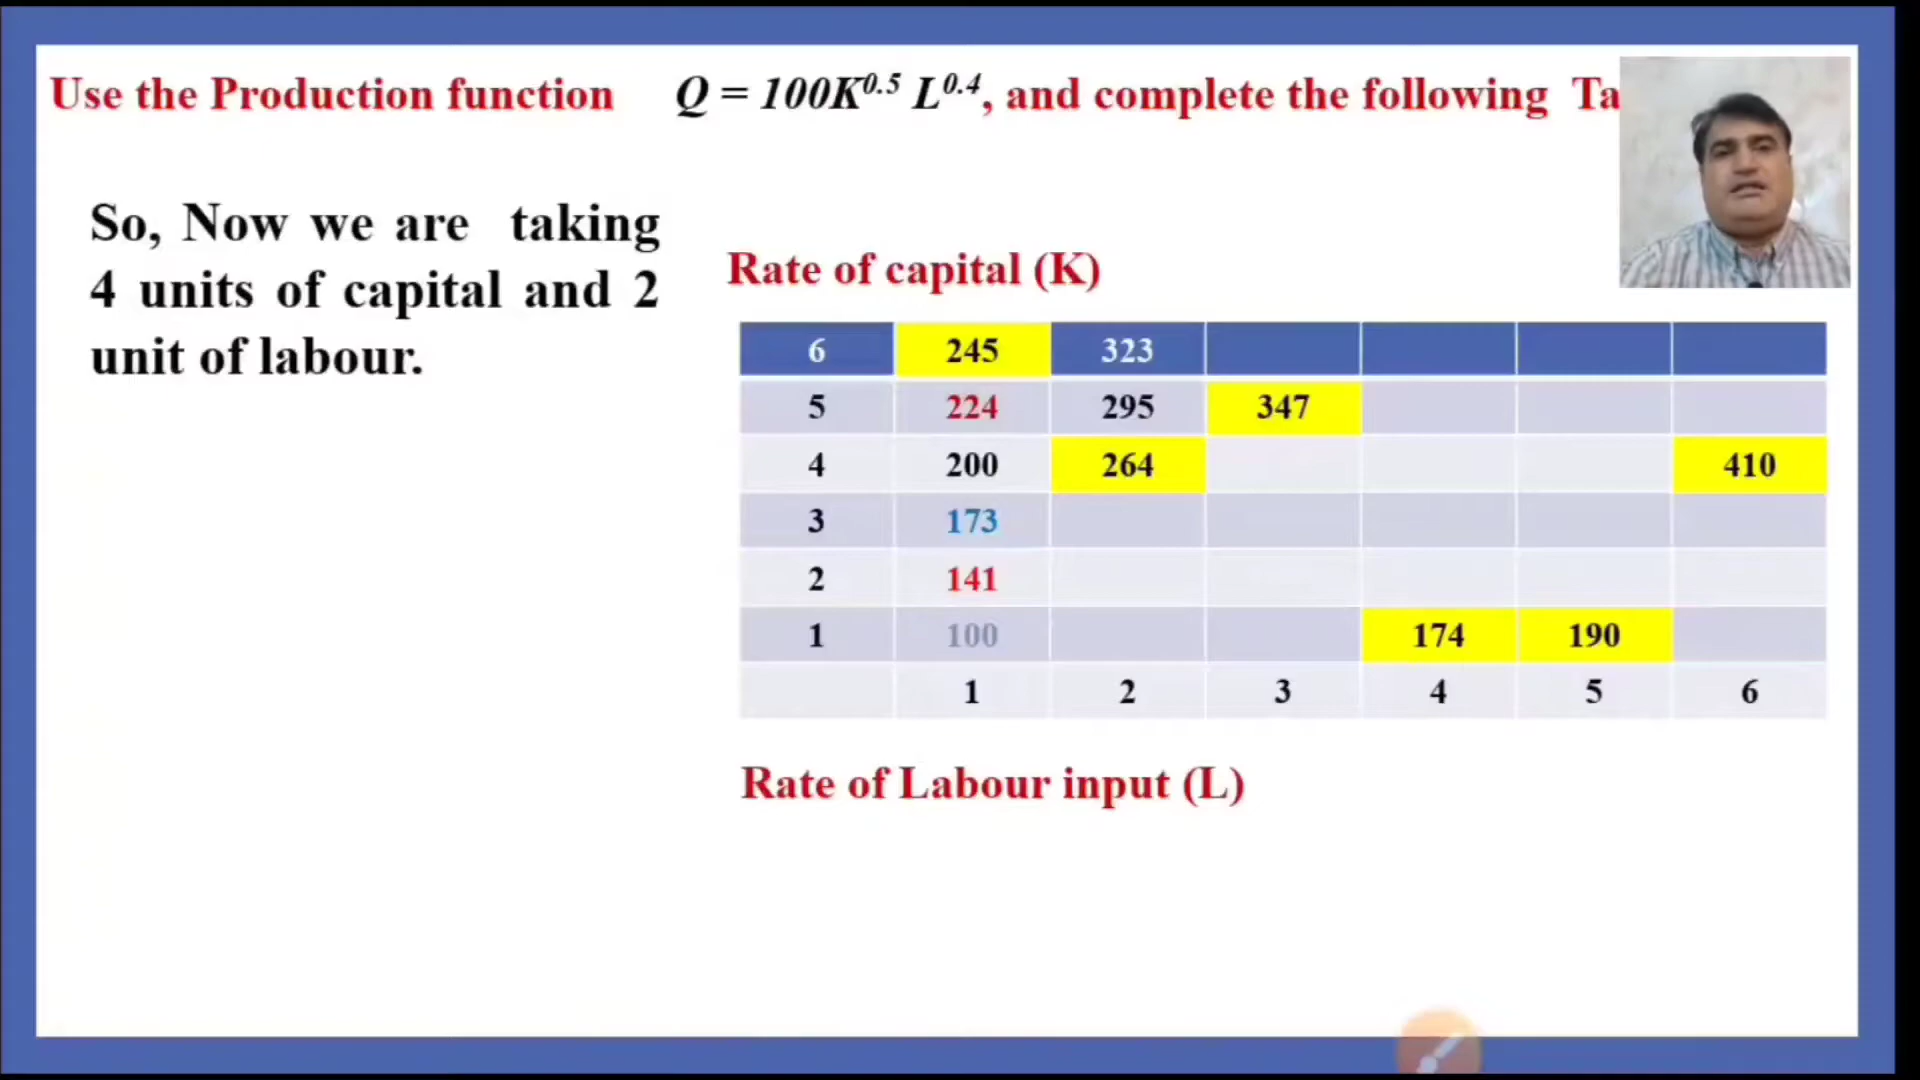 Use the Production function Q = 100K^0.5 L^0.4, and complete the following Ta
So, Now we are taking
4 units of capital and 2
unit of labour.
Rate of capital (K)
6 245 323
5 224 295 347
4 200 264 410
3 173
2 141
1 100 174 190
1 2 3 4 5 6
Rate of Labour input (L)